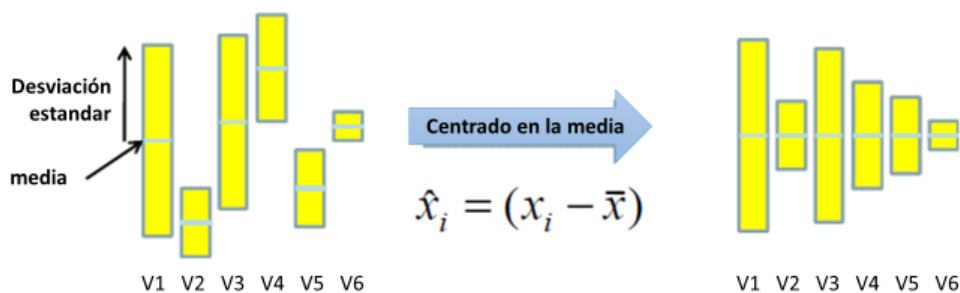 Desviación
estandar
media
Centrado en la media
x̂ᵢ = (xᵢ − x̄)
V1 V2 V3 V4 V5 V6
V1 V2 V3 V4 V5 V6